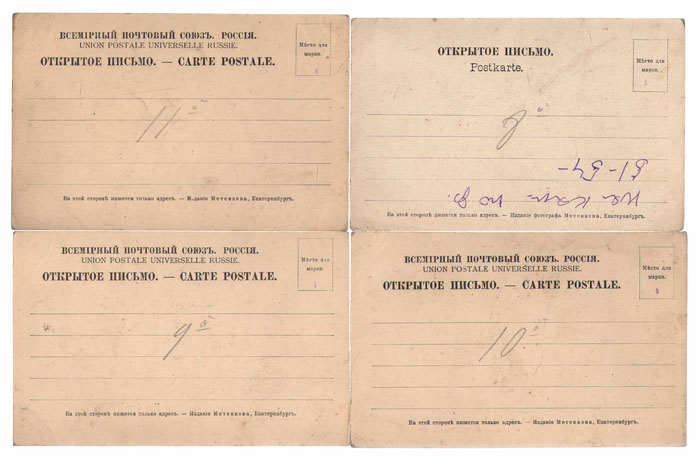 ВСЕМІРНЫЙ ПОЧТОВЫЙ СОЮЗЪ. РОССІЯ.
UNION POSTALE UNIVERSELLE RUSSIE.
ОТКРЫТОЕ ПИСЬМО. — CARTE POSTALE.
Мѣсто для
марки.
11
На этой сторонѣ пишется только адресъ. — Изданіе Метенкова, Екатеринбургъ.
ОТКРЫТОЕ ПИСЬМО.
Postkarte.
Мѣсто для
марки.
8
51-54-
На этой сторонѣ пишется только адресъ. — Изданіе фотографа Метенкова, Екатеринбургъ.
ВСЕМІРНЫЙ ПОЧТОВЫЙ СОЮЗЪ. РОССІЯ.
UNION POSTALE UNIVERSELLE RUSSIE.
ОТКРЫТОЕ ПИСЬМО. — CARTE POSTALE.
Мѣсто для
марки.
9
На этой сторонѣ пишется только адресъ. — Изданіе Метенкова, Екатеринбургъ.
ВСЕМІРНЫЙ ПОЧТОВЫЙ СОЮЗЪ. РОССІЯ.
UNION POSTALE UNIVERSELLE RUSSIE.
ОТКРЫТОЕ ПИСЬМО. — CARTE POSTALE.
Мѣсто для
марки.
10
На этой сторонѣ пишется только адресъ. — Изданіе Метенкова, Екатеринбургъ.